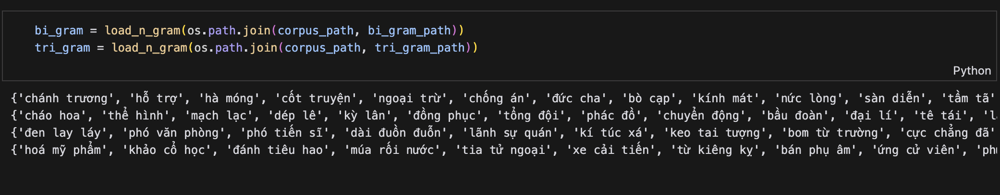 bi_gram = load_n_gram(os.path.join(corpus_path, bi_gram_path))
tri_gram = load_n_gram(os.path.join(corpus_path, tri_gram_path))
Python
{'chánh trương', 'hỗ trợ', 'hà móng', 'cốt truyện', 'ngoại trừ', 'chống án', 'đức cha', 'bò cạp', 'kính mát', 'nức lòng', 'sàn diễn', 'tầm tã'
{'cháo hoa', 'thể hình', 'mạch lạc', 'dép lê', 'kỳ lân', 'đồng phục', 'tổng đội', 'phác đồ', 'chuyển động', 'bầu đoàn', 'đại lí', 'tê tái',
{'đen lay láy', 'phó văn phòng', 'phó tiến sĩ', 'dài đuồn đuỗn', 'lãnh sự quán', 'kí túc xá', 'keo tai tượng', 'bom từ trường', 'cực chẳng đã'
{'hoá mỹ phẩm', 'khảo cổ học', 'đánh tiêu hao', 'múa rối nước', 'tia tử ngoại', 'xe cải tiến', 'từ kiêng kỵ', 'bán phụ âm', 'ứng cử viên',